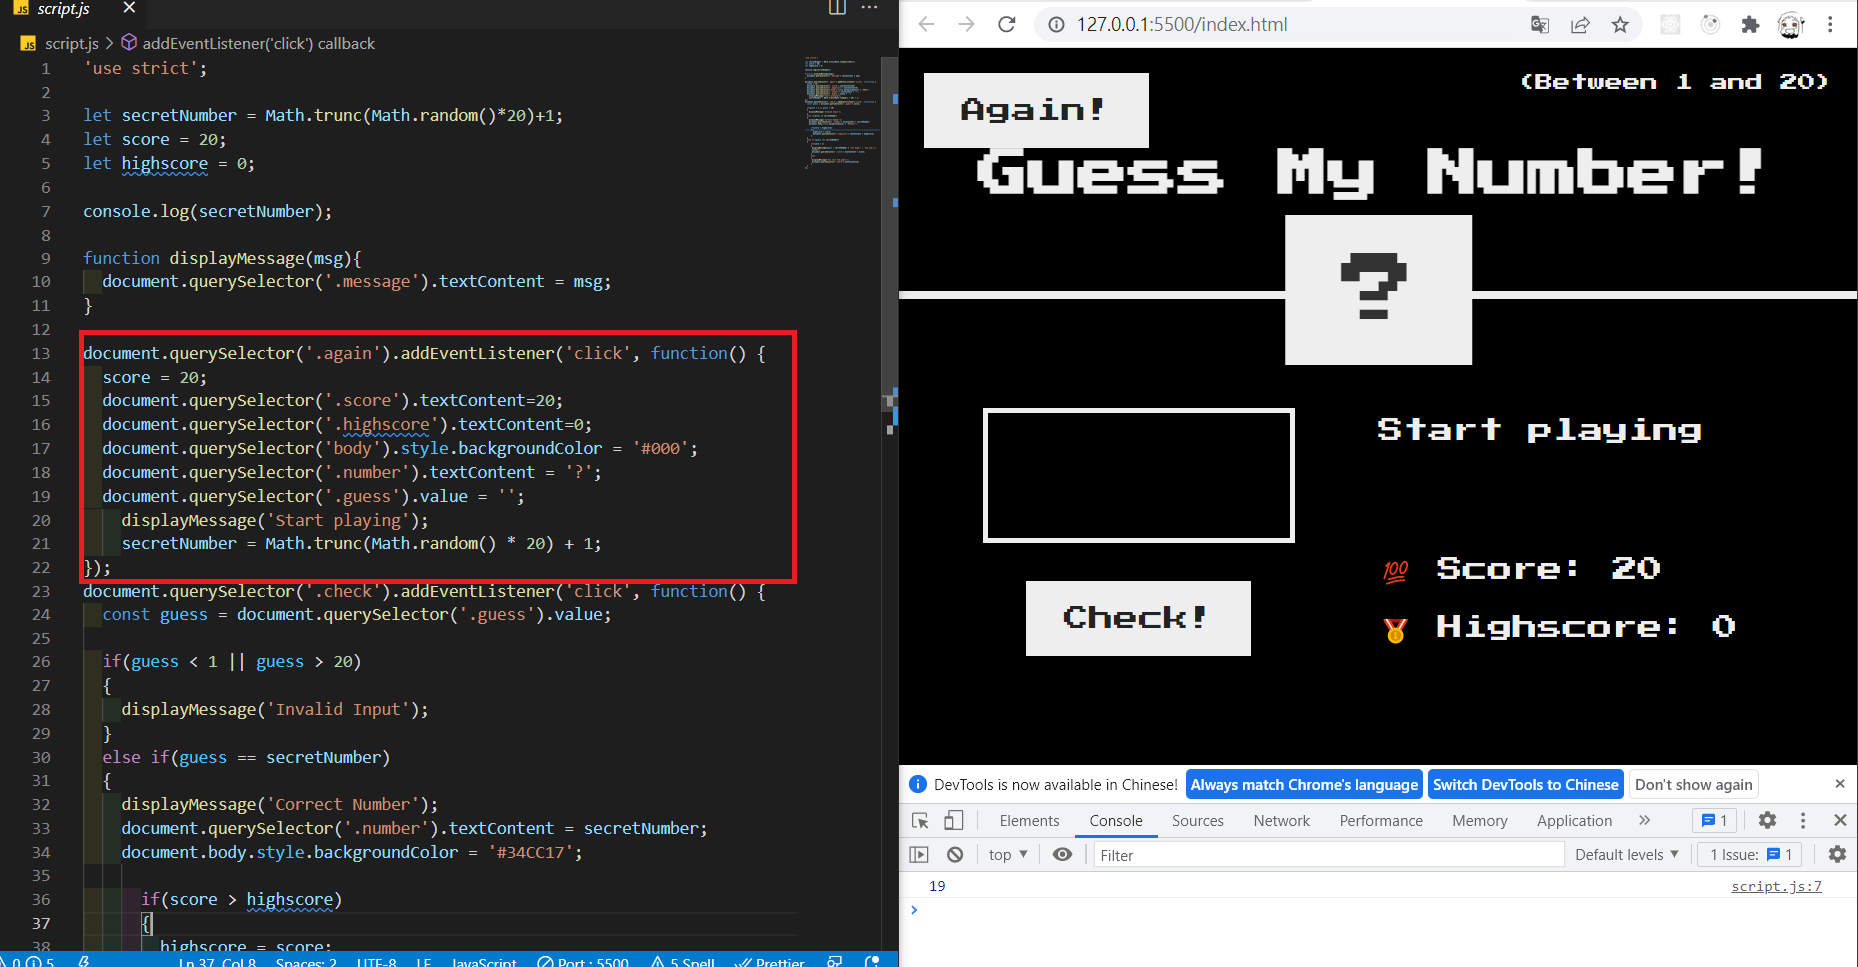 JS script.js ×
JS script.js > addEventListener('click') callback
1 'use strict';
2
3 let secretNumber = Math.trunc(Math.random()*20)+1;
4 let score = 20;
5 let highscore = 0;
6
7 console.log(secretNumber);
8
9 function displayMessage(msg){
10 document.querySelector('.message').textContent = msg;
11 }
12
13 document.querySelector('.again').addEventListener('click', function() {
14 score = 20;
15 document.querySelector('.score').textContent=20;
16 document.querySelector('.highscore').textContent=0;
17 document.querySelector('body').style.backgroundColor = '#000';
18 document.querySelector('.number').textContent = '?';
19 document.querySelector('.guess').value = '';
20 displayMessage('Start playing');
21 secretNumber = Math.trunc(Math.random() * 20) + 1;
22 });
23 document.querySelector('.check').addEventListener('click', function() {
24 const guess = document.querySelector('.guess').value;
25
26 if(guess < 1 || guess > 20)
27 {
28 displayMessage('Invalid Input');
29 }
30 else if(guess == secretNumber)
31 {
32 displayMessage('Correct Number');
33 document.querySelector('.number').textContent = secretNumber;
34 document.body.style.backgroundColor = '#34CC17';
35
36 if(score > highscore)
37 {
38 highscore = score;
0 5 Ln 37, Col 8 Spaces: 2 UTF-8 LF JavaScript Port : 5500 5 Spell Prettier
127.0.0.1:5500/index.html
(Between 1 and 20)
Again!
Guess My Number!
?
Start playing
💯 Score: 20
Check!
🥇 Highscore: 0
DevTools is now available in Chinese! Always match Chrome's language Switch DevTools to Chinese Don't show again ×
Elements Console Sources Network Performance Memory Application » 1
top ▼ Filter Default levels ▼ 1 Issue: 1
19 script.js:7
>